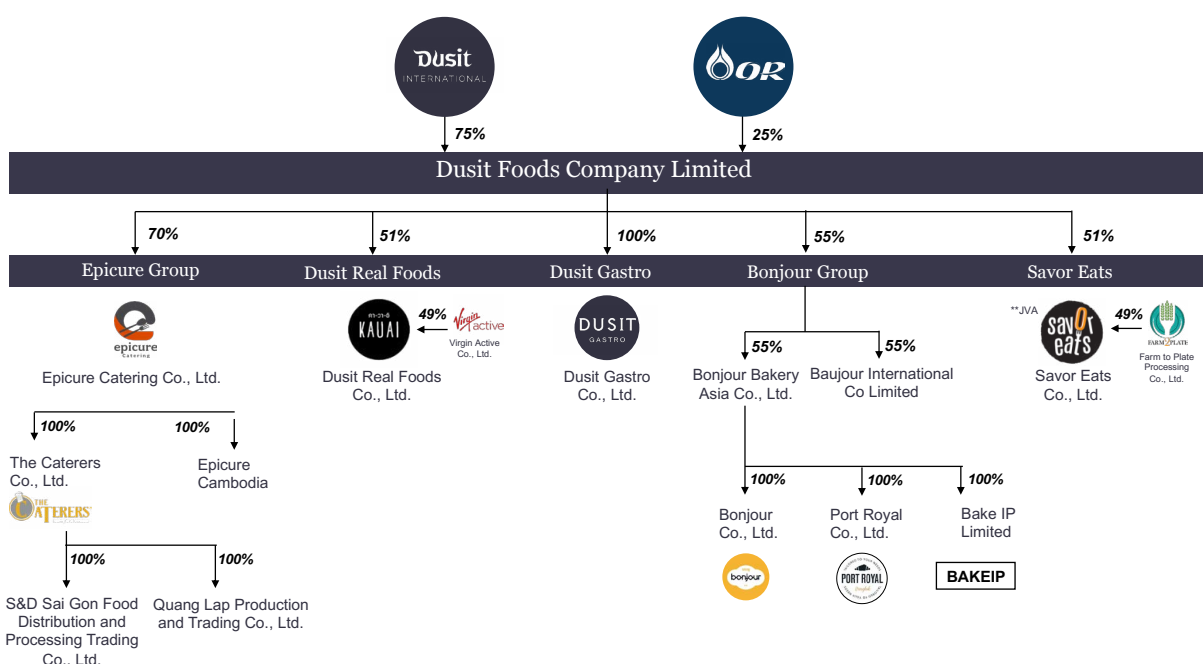 Dusit
INTERNATIONAL
OR
75%
25%
Dusit Foods Company Limited
70%
51%
100%
55%
51%
Epicure Group
Dusit Real Foods
Dusit Gastro
Bonjour Group
Savor Eats
epicure
Catering
Epicure Catering Co., Ltd.
คา-วา-อิ
KAUAI
49%
Virgin
active
Virgin Active
Co., Ltd.
Dusit Real Foods
Co., Ltd.
DUSIT
GASTRO
Dusit Gastro
Co., Ltd.
55%
55%
Bonjour Bakery
Asia Co., Ltd.
Baujour International
Co Limited
**JVA
savor
eats
49%
FARM2PLATE
Farm to Plate
Processing
Co., Ltd.
Savor Eats
Co., Ltd.
100%
100%
The Caterers
Co., Ltd.
THE
CATERERS
Epicure
Cambodia
100%
100%
100%
Bonjour
Co., Ltd.
Port Royal
Co., Ltd.
Bake IP
Limited
bonjour
PORT ROYAL
BAKEIP
100%
100%
S&D Sai Gon Food
Distribution and
Processing Trading
Co., Ltd.
Quang Lap Production
and Trading Co., Ltd.